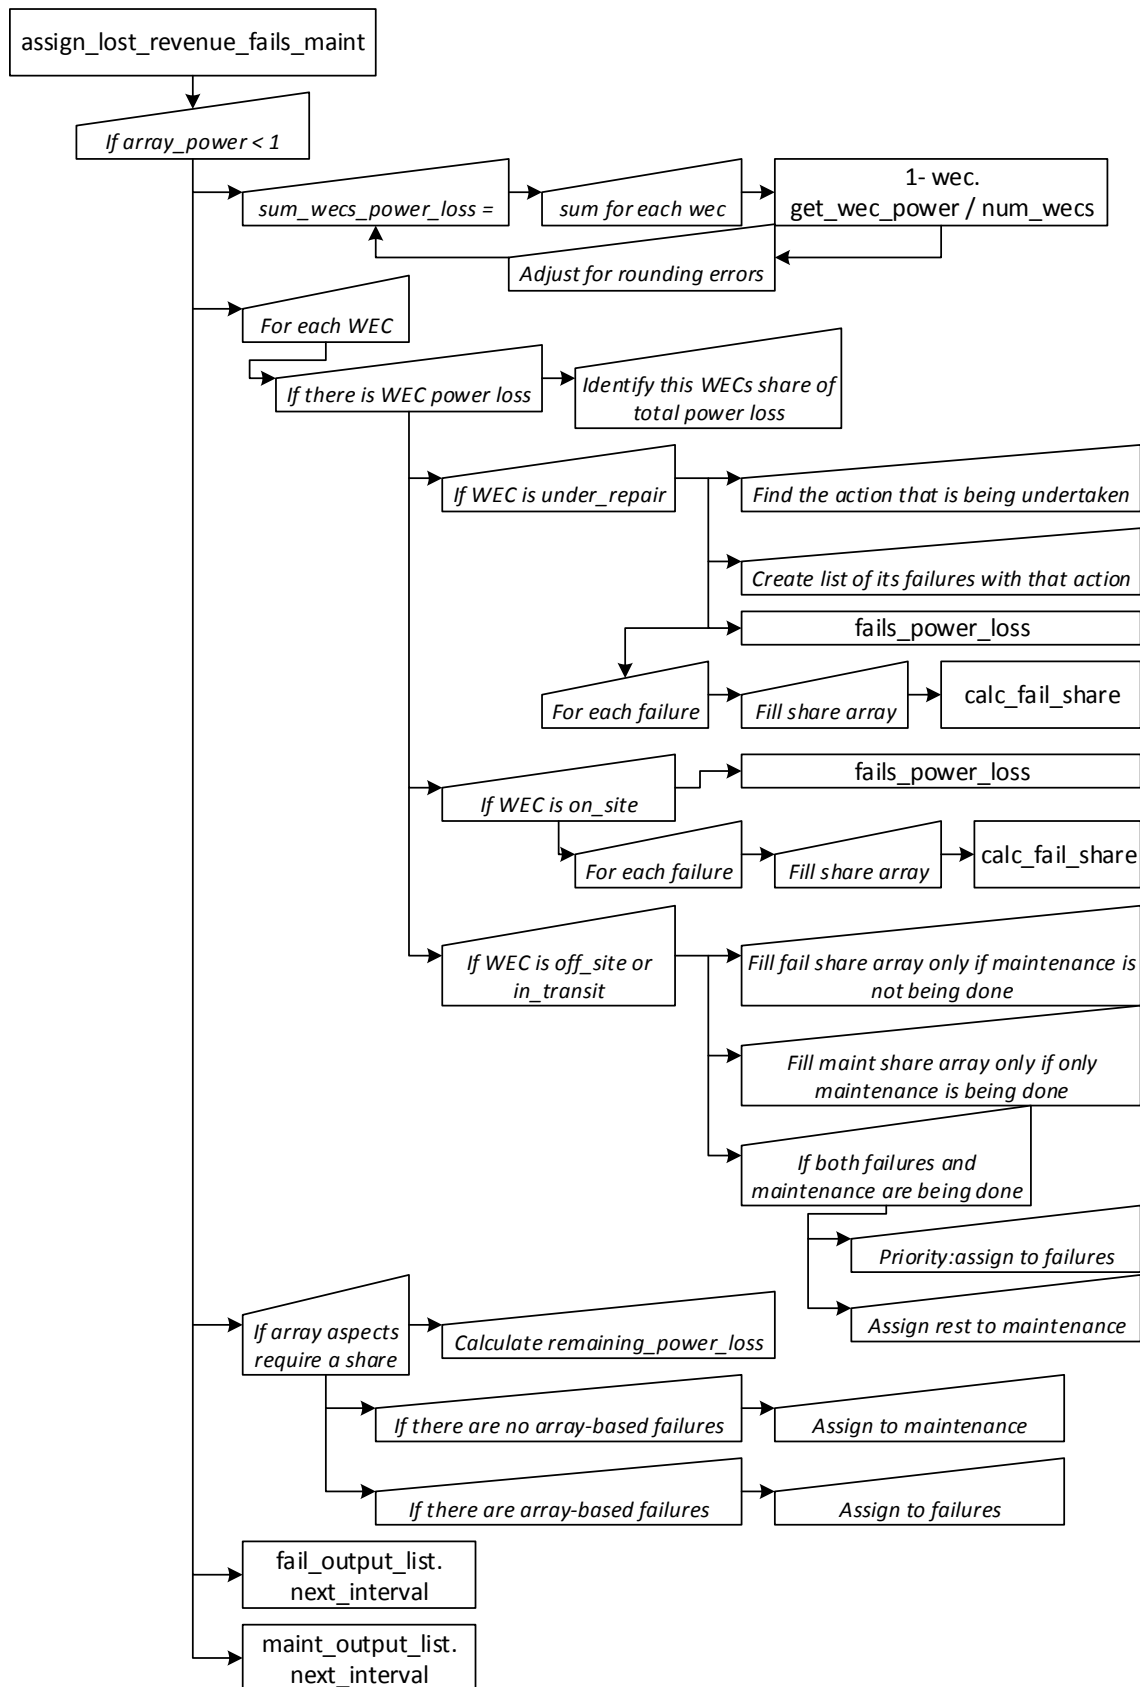 assign_lost_revenue_fails_maint
If array_power < 1
sum_wecs_power_loss =
sum for each wec
1- wec.
get_wec_power / num_wecs
Adjust for rounding errors
For each WEC
If there is WEC power loss
Identify this WECs share of
total power loss
If WEC is under_repair
Find the action that is being undertaken
Create list of its failures with that action
fails_power_loss
For each failure
Fill share array
calc_fail_share
If WEC is on_site
fails_power_loss
For each failure
Fill share array
calc_fail_share
If WEC is off_site or
in_transit
Fill fail share array only if maintenance is
not being done
Fill maint share array only if only
maintenance is being done
If both failures and
maintenance are being done
Priority:assign to failures
Assign rest to maintenance
If array aspects
require a share
Calculate remaining_power_loss
If there are no array-based failures
Assign to maintenance
If there are array-based failures
Assign to failures
fail_output_list.
next_interval
maint_output_list.
next_interval